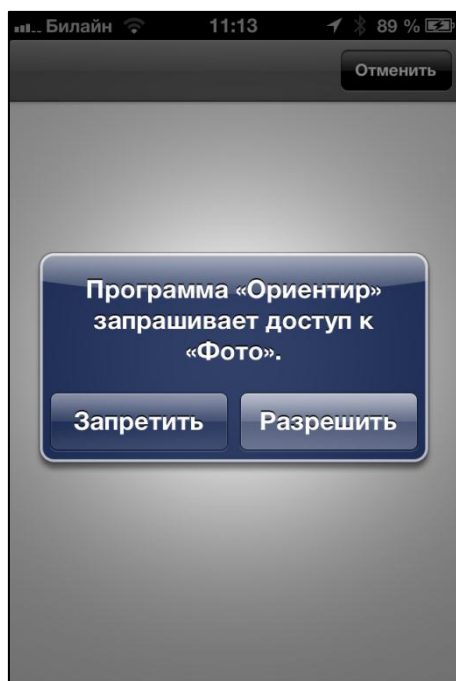 Билайн 11:13 89 %
Отменить
Программа «Ориентир»
запрашивает доступ к
«Фото».
Запретить Разрешить